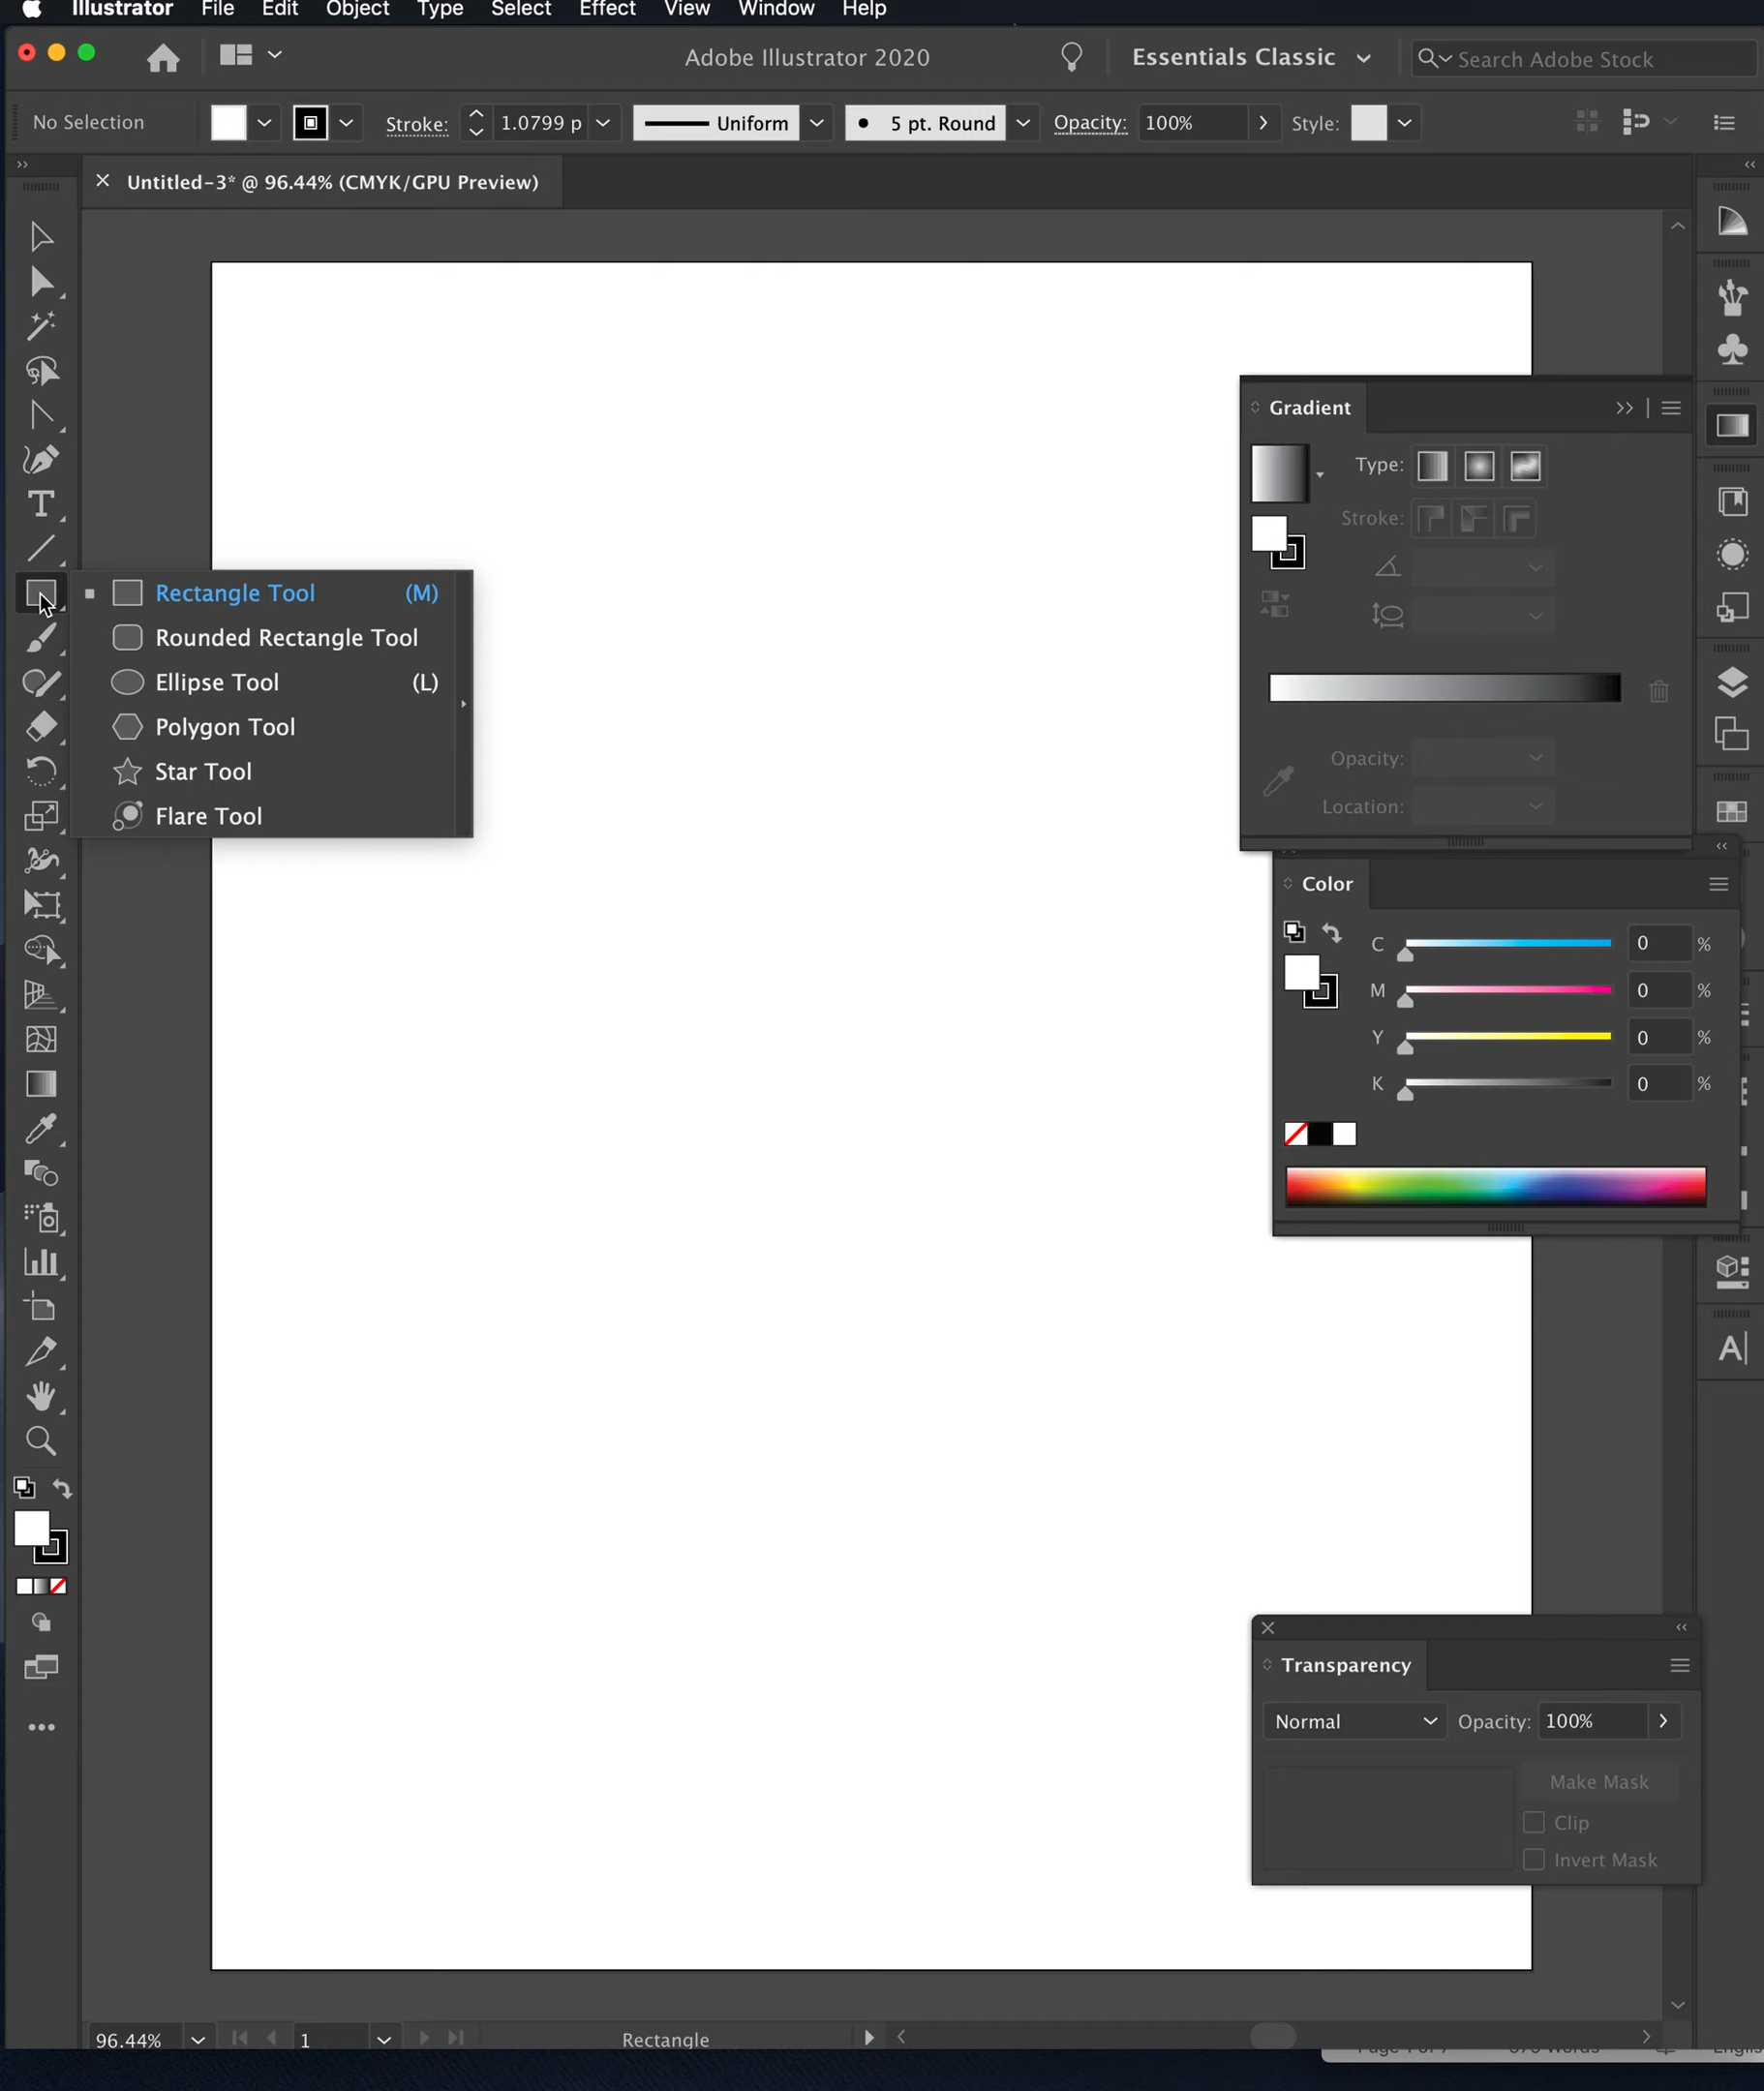 Illustrator File Edit Object Type Select Effect View Window Help
Adobe Illustrator 2020 Essentials Classic Search Adobe Stock
No Selection Stroke: 1.0799 p Uniform 5 pt. Round Opacity: 100% Style:
Untitled-3* @ 96.44% (CMYK/GPU Preview)
Gradient
Type:
Stroke:
Rectangle Tool (M)
Rounded Rectangle Tool
Ellipse Tool (L)
Polygon Tool
Star Tool
Flare Tool
Opacity:
Location:
Color
C 0 %
M 0 %
Y 0 %
K 0 %
Transparency
Normal Opacity: 100%
Make Mask
Clip
Invert Mask
96.44% 1 Rectangle